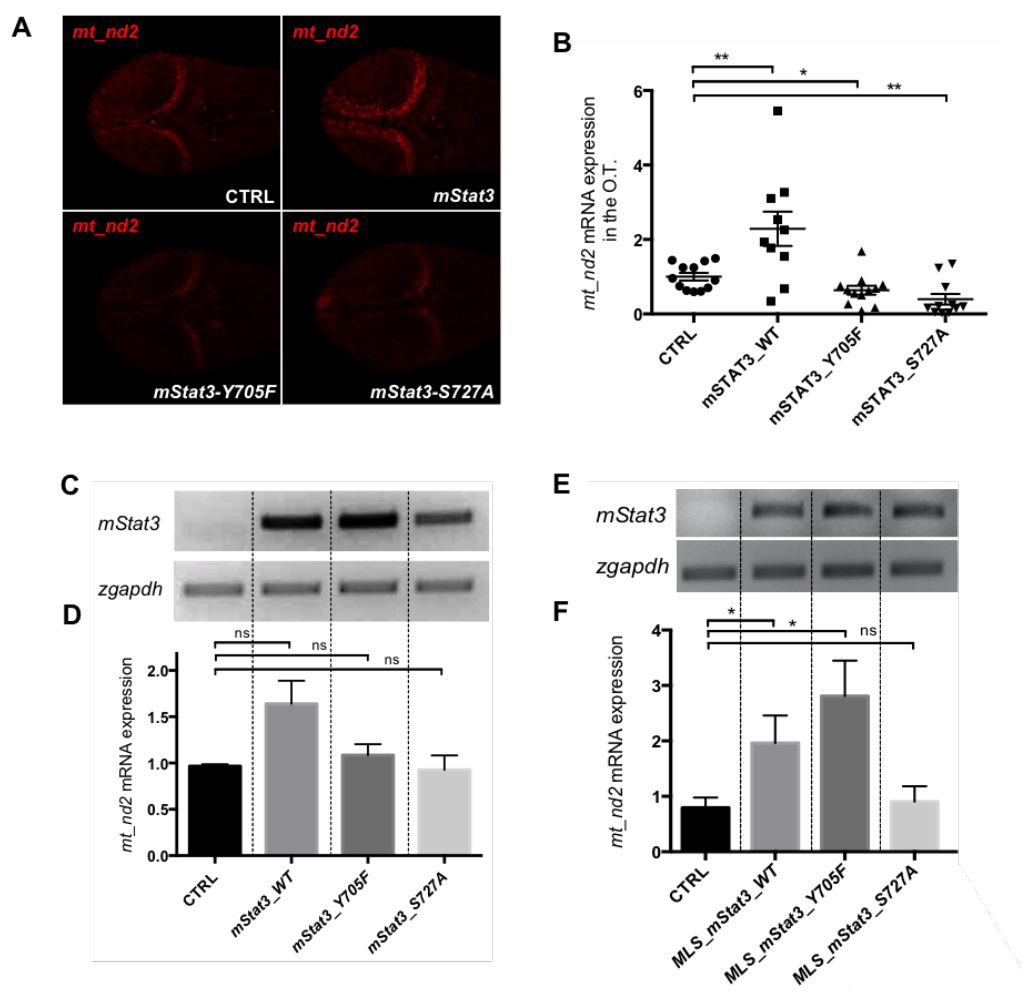 A
mt_nd2
mt_nd2
CTRL
mStat3
mt_nd2
mt_nd2
mStat3-Y705F
mStat3-S727A
B
**
*
**
mt_nd2 mRNA expression
in the O.T.
6
4
2
0
CTRL
mSTAT3_WT
mSTAT3_Y705F
mSTAT3_S727A
C
mStat3
zgapdh
D
ns
ns
ns
mt_nd2 mRNA expression
2.0
1.5
1.0
0.5
0.0
CTRL
mStat3_WT
mStat3_Y705F
mStat3_S727A
E
mStat3
zgapdh
F
*
*
ns
mt_nd2 mRNA expression
4
3
2
1
0
CTRL
MLS_mStat3_WT
MLS_mStat3_Y705F
MLS_mStat3_S727A